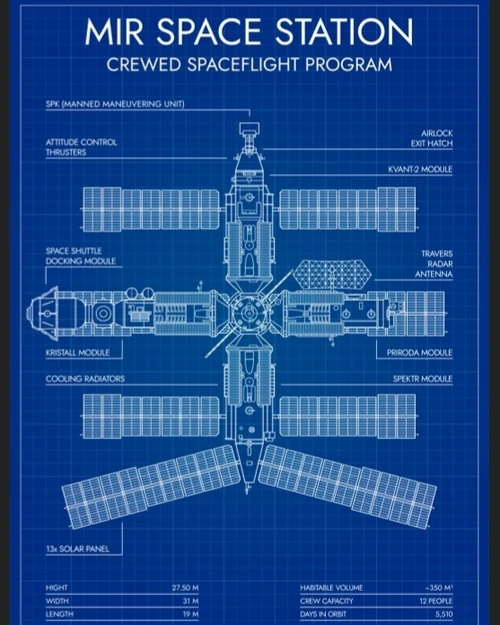 MIR SPACE STATION
CREWED SPACEFLIGHT PROGRAM
SPK (MANNED MANEUVERING UNIT)
ATTITUDE CONTROL
THRUSTERS
AIRLOCK
EXIT HATCH
KVANT-2 MODULE
SPACE SHUTTLE
DOCKING MODULE
TRAVERS
RADAR
ANTENNA
KRISTALL MODULE
PRIRODA MODULE
COOLING RADIATORS
SPEKTR MODULE
13x SOLAR PANEL
HIGHT 27.50 M
WIDTH 31 M
LENGTH 19 M
HABITABLE VOLUME ~350 M³
CREW CAPACITY 12 PEOPLE
DAYS IN ORBIT 5,510